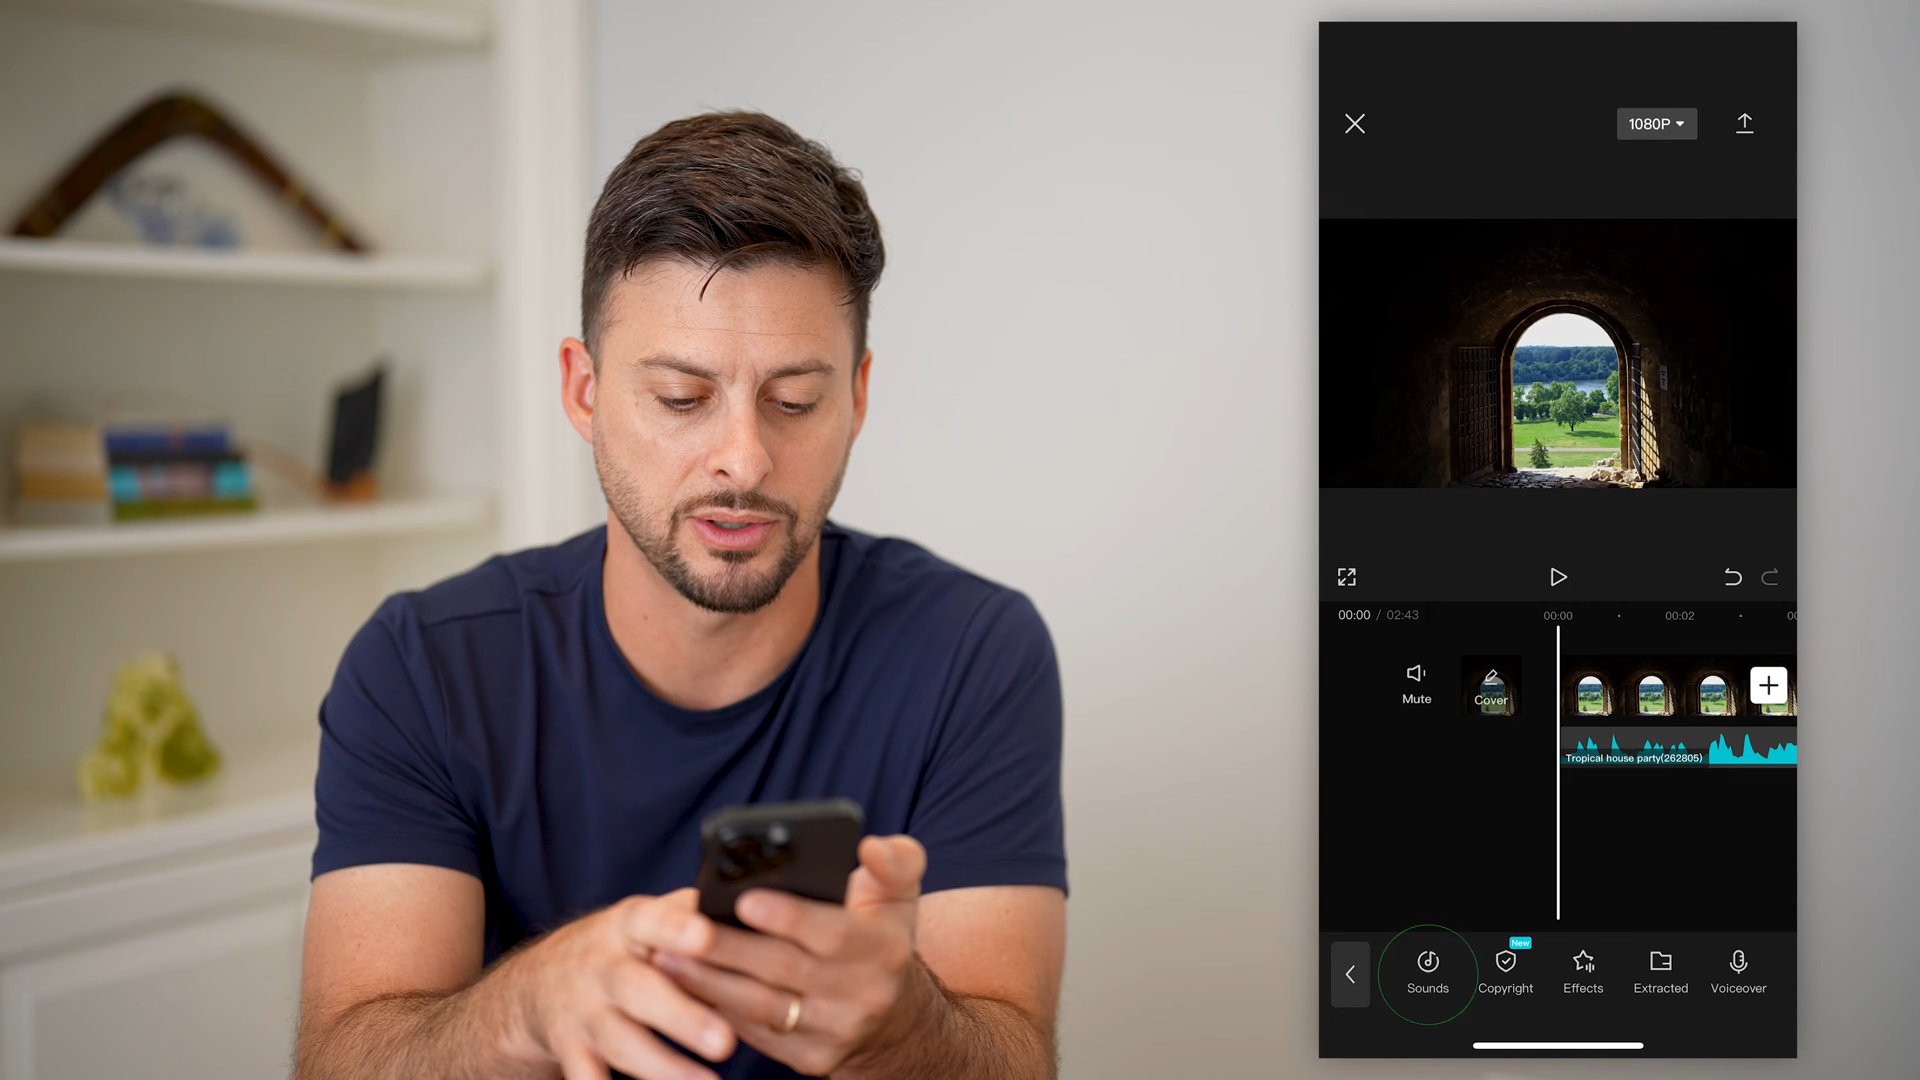 1080P
00:00 / 02:43
00:00
00:02
Mute
Cover
Tropical house party(262805)
New
Sounds
Copyright
Effects
Extracted
Voiceover